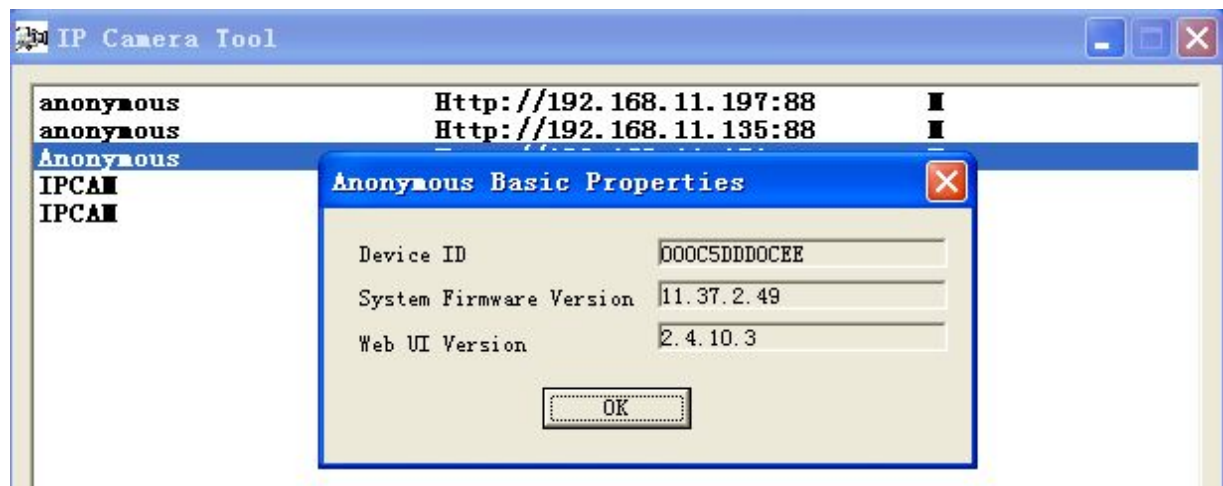 IP Camera Tool
anonymous Http://192.168.11.197:88
anonymous Http://192.168.11.135:88
Anonymous
IPCAM
IPCAM
Anonymous Basic Properties
Device ID 000C5DDD0CEE
System Firmware Version 11.37.2.49
Web UI Version 2.4.10.3
OK